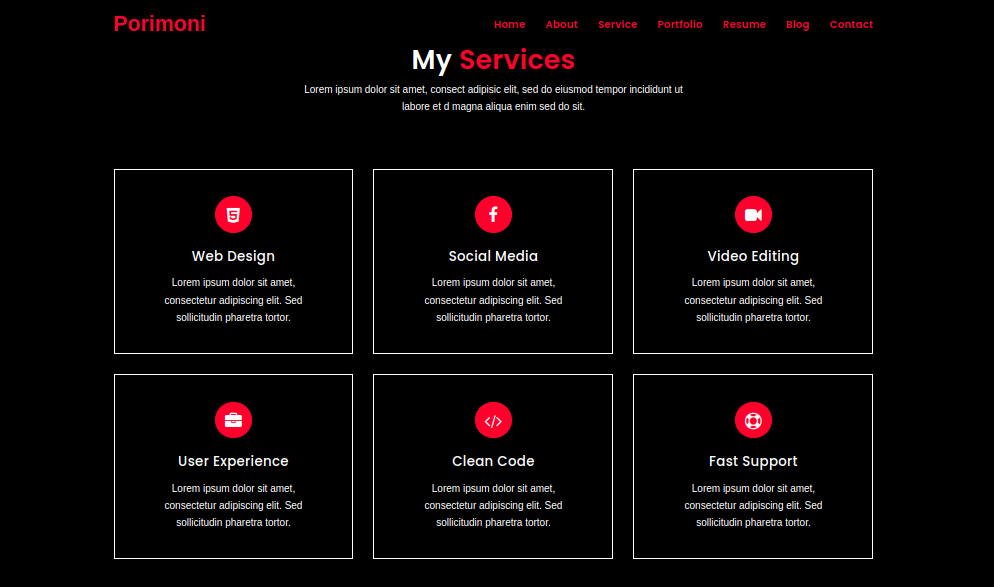 Porimoni
Home About Service Portfolio Resume Blog Contact
My Services
Lorem ipsum dolor sit amet, consect adipisic elit, sed do eiusmod tempor incididunt ut
labore et d magna aliqua enim sed do sit.
Web Design
Lorem ipsum dolor sit amet,
consectetur adipiscing elit. Sed
sollicitudin pharetra tortor.
Social Media
Lorem ipsum dolor sit amet,
consectetur adipiscing elit. Sed
sollicitudin pharetra tortor.
Video Editing
Lorem ipsum dolor sit amet,
consectetur adipiscing elit. Sed
sollicitudin pharetra tortor.
User Experience
Lorem ipsum dolor sit amet,
consectetur adipiscing elit. Sed
sollicitudin pharetra tortor.
Clean Code
Lorem ipsum dolor sit amet,
consectetur adipiscing elit. Sed
sollicitudin pharetra tortor.
Fast Support
Lorem ipsum dolor sit amet,
consectetur adipiscing elit. Sed
sollicitudin pharetra tortor.